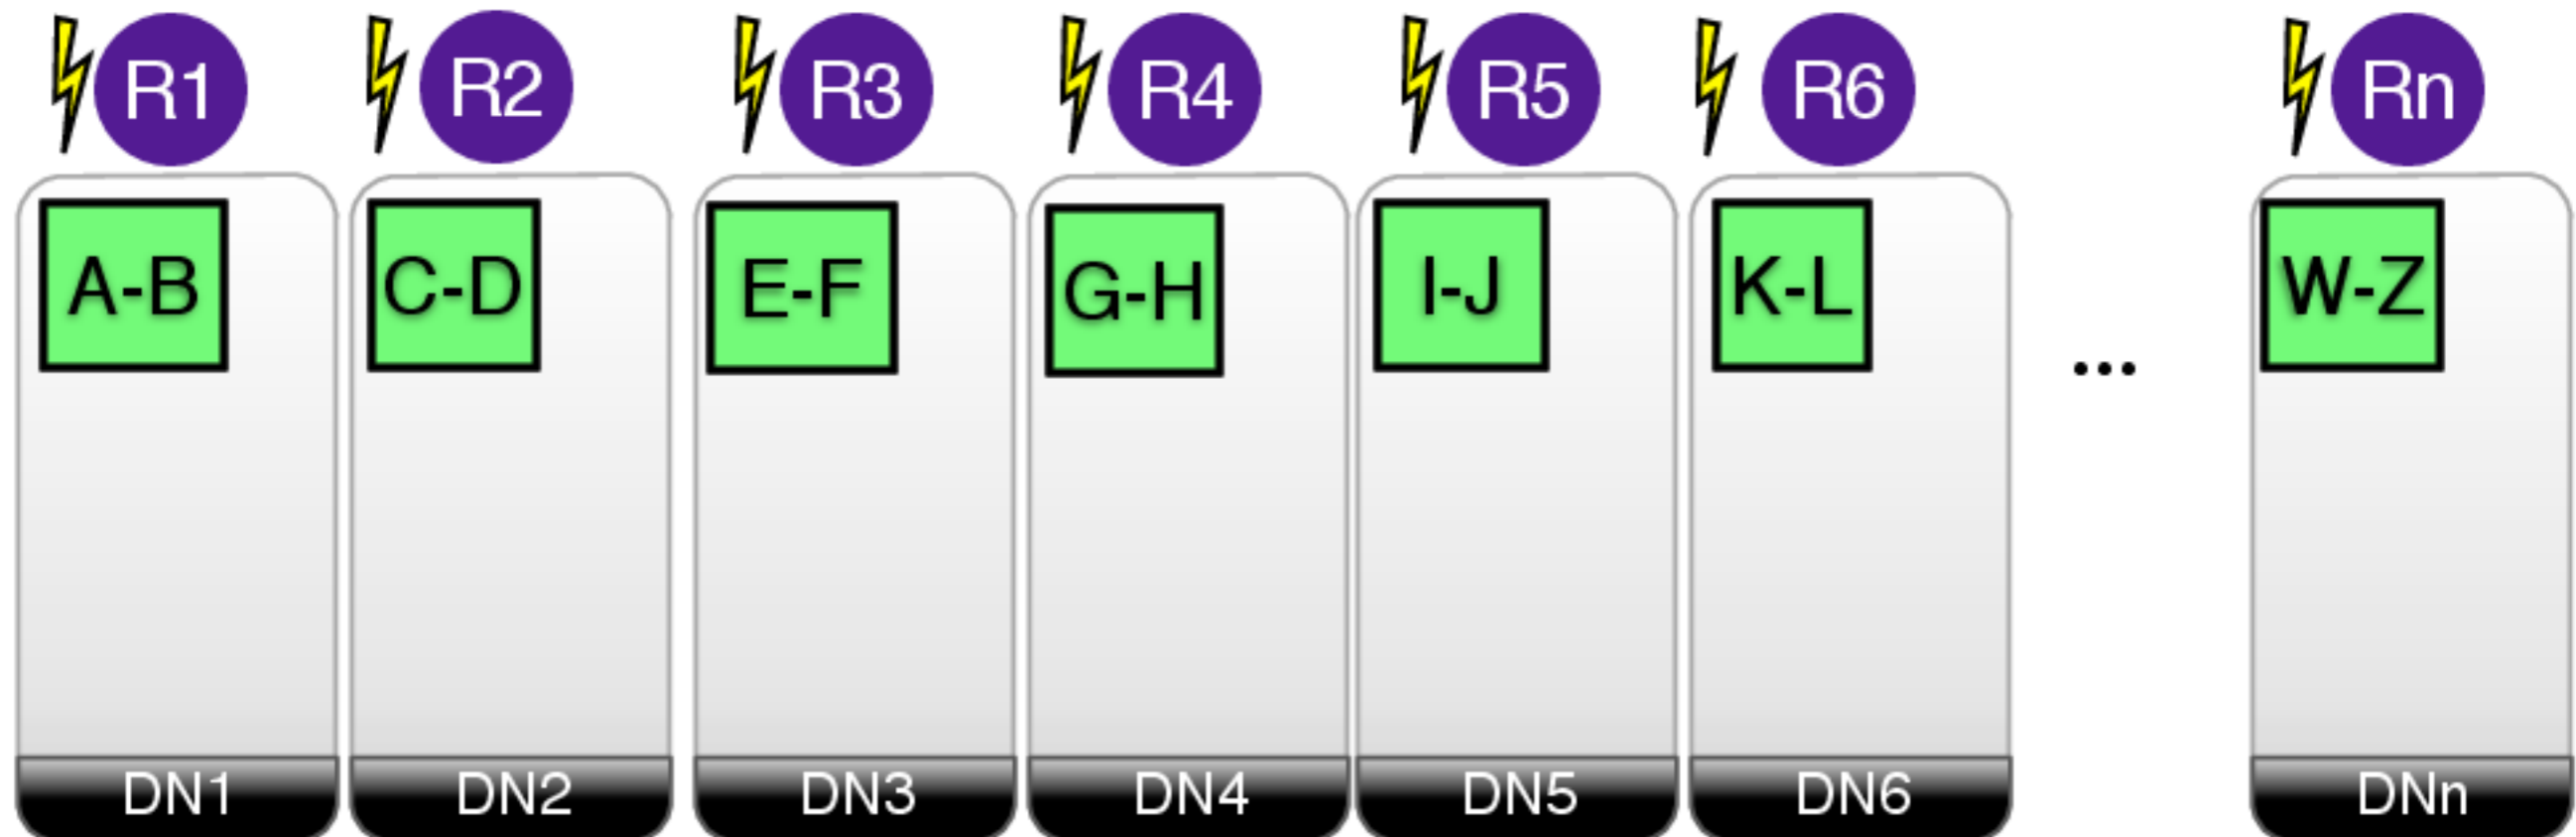 R1 R2 R3 R4 R5 R6 Rn
A-B C-D E-F G-H I-J K-L ... W-Z
DN1 DN2 DN3 DN4 DN5 DN6 DNn